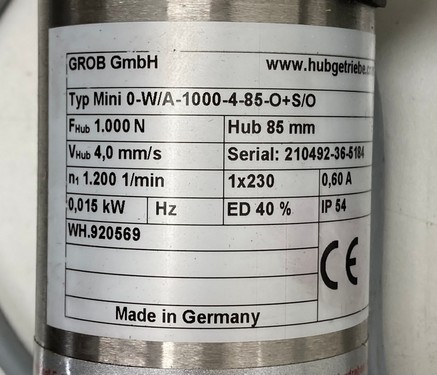 GROB GmbH www.hubgetriebe.
Typ Mini 0-W/A-1000-4-85-O+S/O
FHub 1.000 N Hub 85 mm
VHub 4,0 mm/s Serial: 210492-36-5184
n1 1.200 1/min 1x230 0,60 A
0,015 kW Hz ED 40 % IP 54
WH.920569
CE
Made in Germany